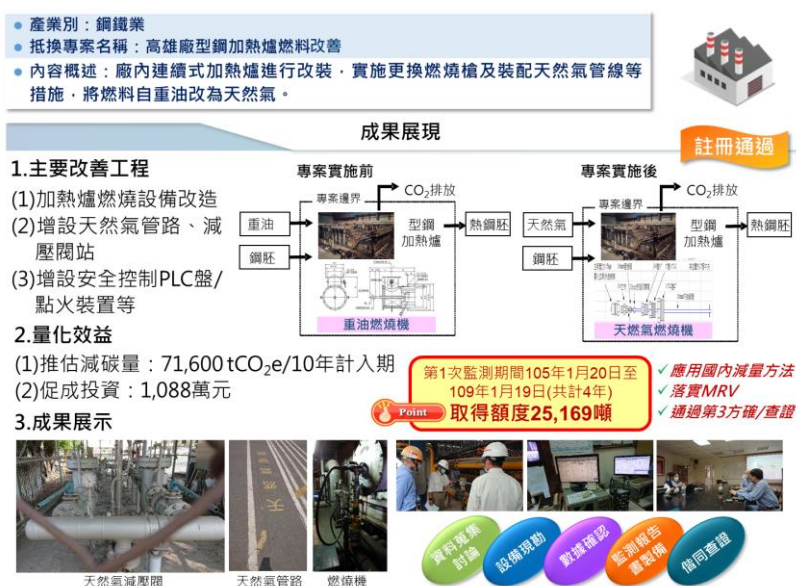 產業別：鋼鐵業
抵換專案名稱：高雄廠型鋼加熱爐燃料改善
內容概述：廠內連續式加熱爐進行改裝，實施更換燃燒槍及裝配天然氣管線等
措施，將燃料自重油改為天然氣。
成果展現
註冊通過
1.主要改善工程
(1)加熱爐燃燒設備改造
(2)增設天然氣管路、減
壓閥站
(3)增設安全控制PLC盤/
點火裝置等
專案實施前
專案邊界
CO₂排放
重油
鋼胚
型鋼
加熱爐
熱鋼胚
重油燃燒機
專案實施後
專案邊界
CO₂排放
天然氣
鋼胚
型鋼
加熱爐
熱鋼胚
天燃氣燃燒機
2.量化效益
(1)推估減碳量：71,600 tCO₂e/10年計入期
(2)促成投資：1,088萬元
第1次監測期間105年1月20日至
109年1月19日(共計4年)
Point
取得額度25,169噸
✓應用國內減量方法
✓落實MRV
✓通過第3方確/查證
3.成果展示
天然氣
天然氣減壓閥
天然氣管路
燃燒機
資料蒐集
討論
設備現勘
數據確認
監測報告
書製備
偕同查證